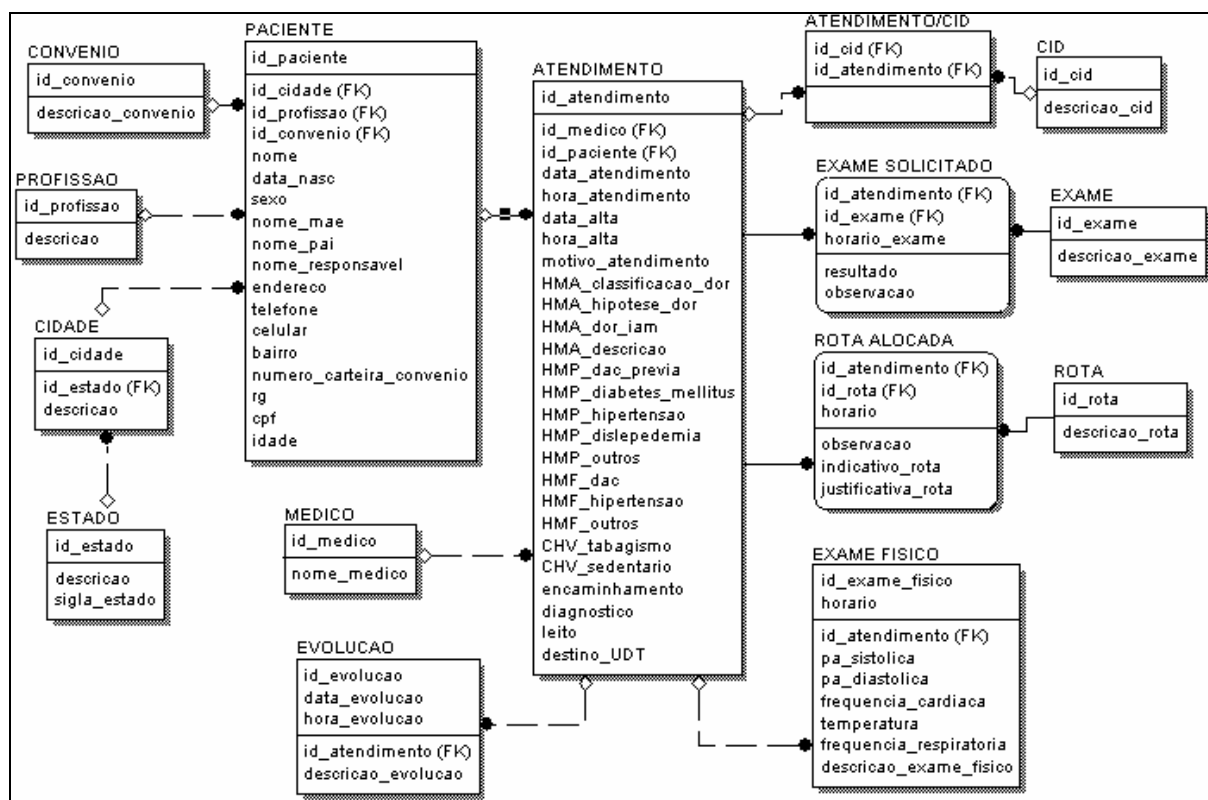 CONVENIO
id_convenio
descricao_convenio
PROFISSAO
id_profissao
descricao
CIDADE
id_cidade
id_estado (FK)
descricao
ESTADO
id_estado
descricao
sigla_estado
PACIENTE
id_paciente
id_cidade (FK)
id_profissao (FK)
id_convenio (FK)
nome
data_nasc
sexo
nome_mae
nome_pai
nome_responsavel
endereco
telefone
celular
bairro
numero_carteira_convenio
rg
cpf
idade
MEDICO
id_medico
nome_medico
EVOLUCAO
id_evolucao
data_evolucao
hora_evolucao
id_atendimento (FK)
descricao_evolucao
ATENDIMENTO
id_atendimento
id_medico (FK)
id_paciente (FK)
data_atendimento
hora_atendimento
data_alta
hora_alta
motivo_atendimento
HMA_classificacao_dor
HMA_hipotese_dor
HMA_dor_iam
HMA_descricao
HMP_dac_previa
HMP_diabetes_mellitus
HMP_hipertensao
HMP_dislepedemia
HMP_outros
HMF_dac
HMF_hipertensao
HMF_outros
CHV_tabagismo
CHV_sedentario
encaminhamento
diagnostico
leito
destino_UDT
ATENDIMENTO/CID
id_cid (FK)
id_atendimento (FK)
CID
id_cid
descricao_cid
EXAME SOLICITADO
id_atendimento (FK)
id_exame (FK)
horario_exame
resultado
observacao
EXAME
id_exame
descricao_exame
ROTA ALOCADA
id_atendimento (FK)
id_rota (FK)
horario
observacao
indicativo_rota
justificativa_rota
ROTA
id_rota
descricao_rota
EXAME FISICO
id_exame_fisico
horario
id_atendimento (FK)
pa_sistolica
pa_diastolica
frequencia_cardiaca
temperatura
frequencia_respiratoria
descricao_exame_fisico